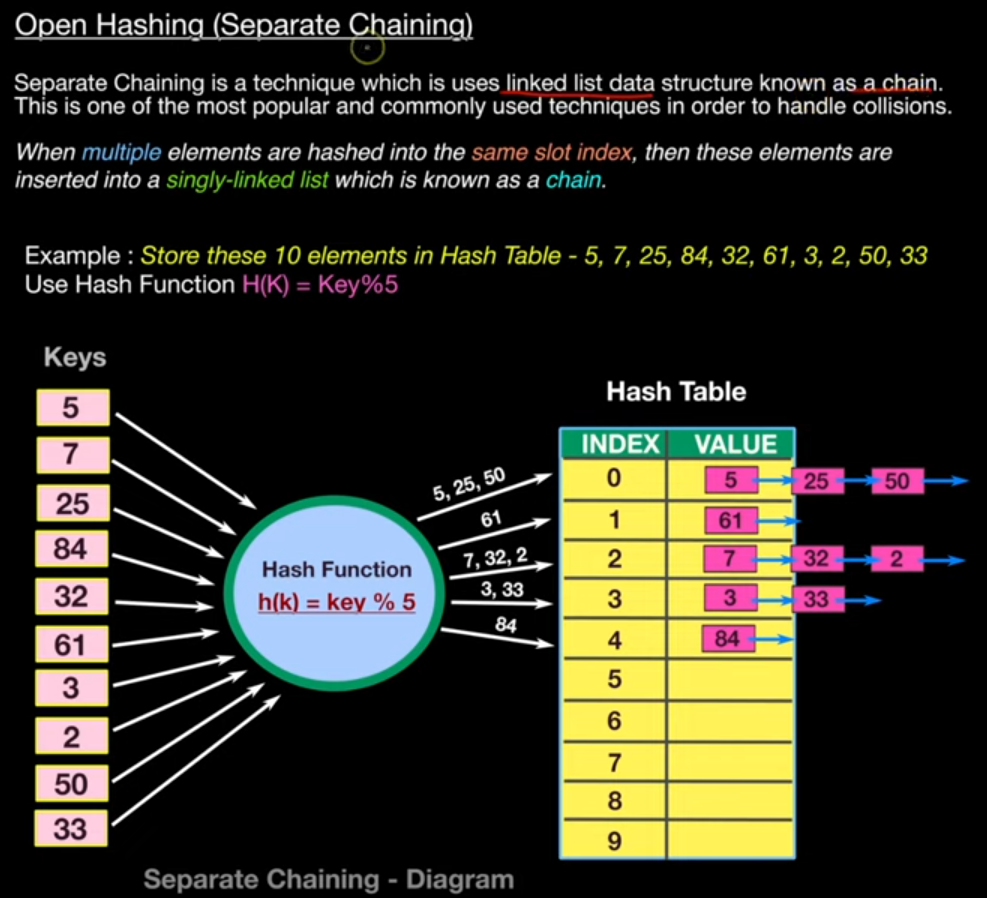 Open Hashing (Separate Chaining)
Separate Chaining is a technique which is uses linked list data structure known as a chain.
This is one of the most popular and commonly used techniques in order to handle collisions.
When multiple elements are hashed into the same slot index, then these elements are
inserted into a singly-linked list which is known as a chain.
Example : Store these 10 elements in Hash Table - 5, 7, 25, 84, 32, 61, 3, 2, 50, 33
Use Hash Function H(K) = Key%5
Keys
5
7
25
84
32
61
3
2
50
33
Hash Function
h(k) = key % 5
5, 25, 50
61
7, 32, 2
3, 33
84
Hash Table
INDEX VALUE
0 5 25 50
1 61
2 7 32 2
3 3 33
4 84
5
6
7
8
9
Separate Chaining - Diagram